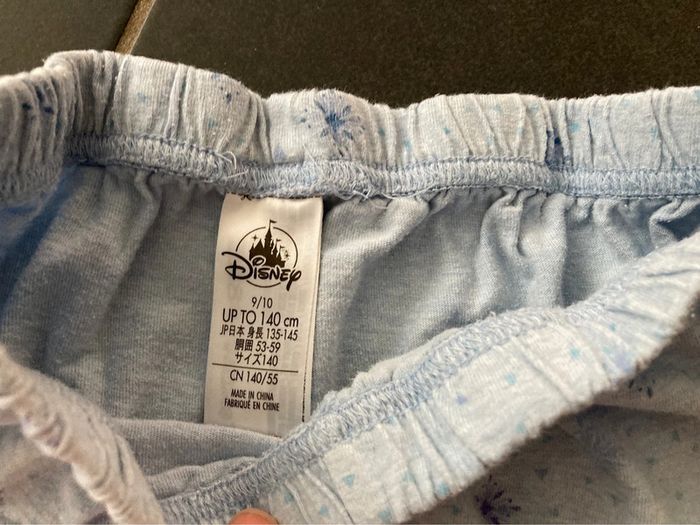 Disney
9/10
UP TO 140 cm
JP日本 身長 135-145
胴囲 53-59
サイズ140
CN 140/55
MADE IN CHINA
FABRIQUÉ EN CHINE